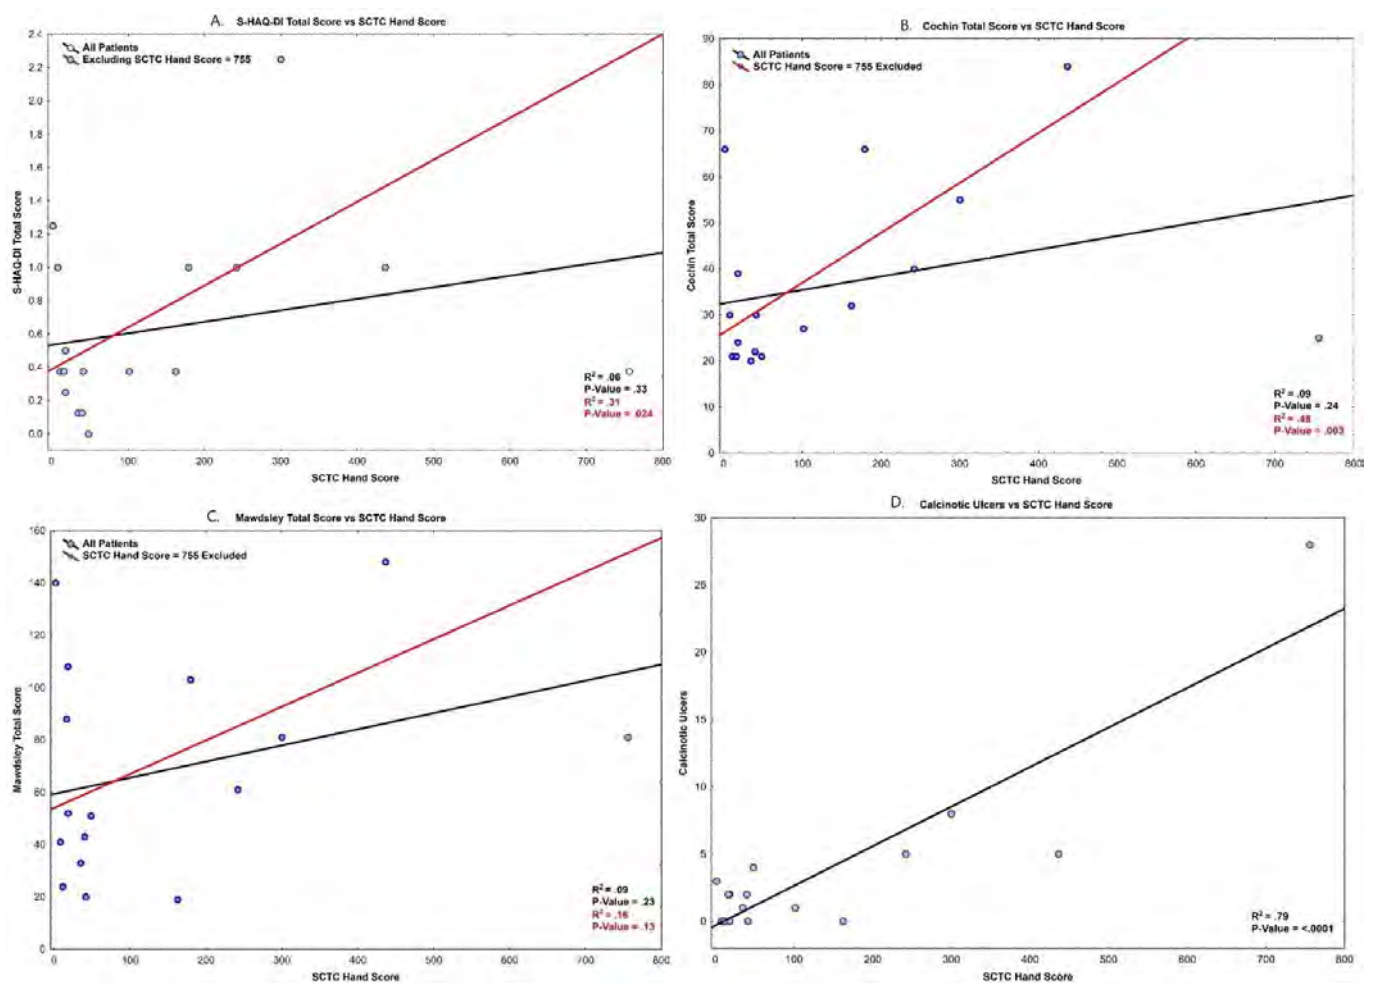 A. S-HAQ-DI Total Score vs SCTC Hand Score
All Patients
Excluding SCTC Hand Score = 755
S-HAQ-DI Total Score
2.4
2.2
2.0
1.8
1.6
1.4
1.2
1.0
0.8
0.6
0.4
0.2
0.0
R² = .06
P-Value = .33
R² = .31
P-Value = .024
0 100 200 300 400 500 600 700 800
SCTC Hand Score
B. Cochin Total Score vs SCTC Hand Score
All Patients
SCTC Hand Score = 755 Excluded
Cochin Total Score
90
80
70
60
50
40
30
20
10
0
R² = .09
P-Value = .24
R² = .48
P-Value = .003
0 100 200 300 400 500 600 700 800
SCTC Hand Score
C. Mawdsley Total Score vs SCTC Hand Score
All Patients
SCTC Hand Score = 755 Excluded
Mawdsley Total Score
160
140
120
100
80
60
40
20
0
R² = .09
P-Value = .23
R² = .16
P-Value = .13
0 100 200 300 400 500 600 700 800
SCTC Hand Score
D. Calcinotic Ulcers vs SCTC Hand Score
Calcinotic Ulcers
30
25
20
15
10
5
0
R² = .79
P-Value = <.0001
0 100 200 300 400 500 600 700 800
SCTC Hand Score